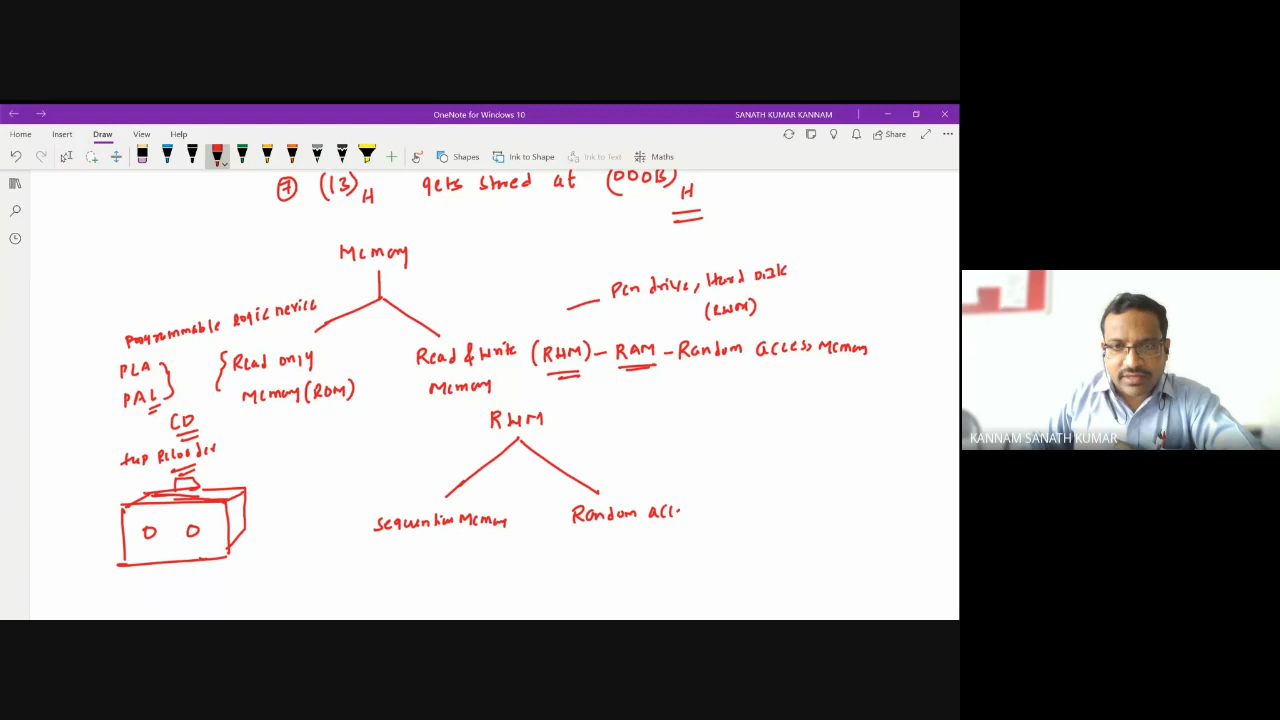 OneNote for Windows 10
SANATH KUMAR KANNAM
Home Insert Draw View Help
Share
Shapes
Ink to Shape
Ink to Text
Maths
7 (13)H gets stored at (000B)H
Memory
Pen drive, Hard Disk
(RWM)
Programmable logic Device
PLA
PAL
Read only
Memory (ROM)
Read & Write (RWM) - RAM - Random access Memory
Memory
CD
RWM
Sequential Memory
Random acc
KANNAM SANATH KUMAR